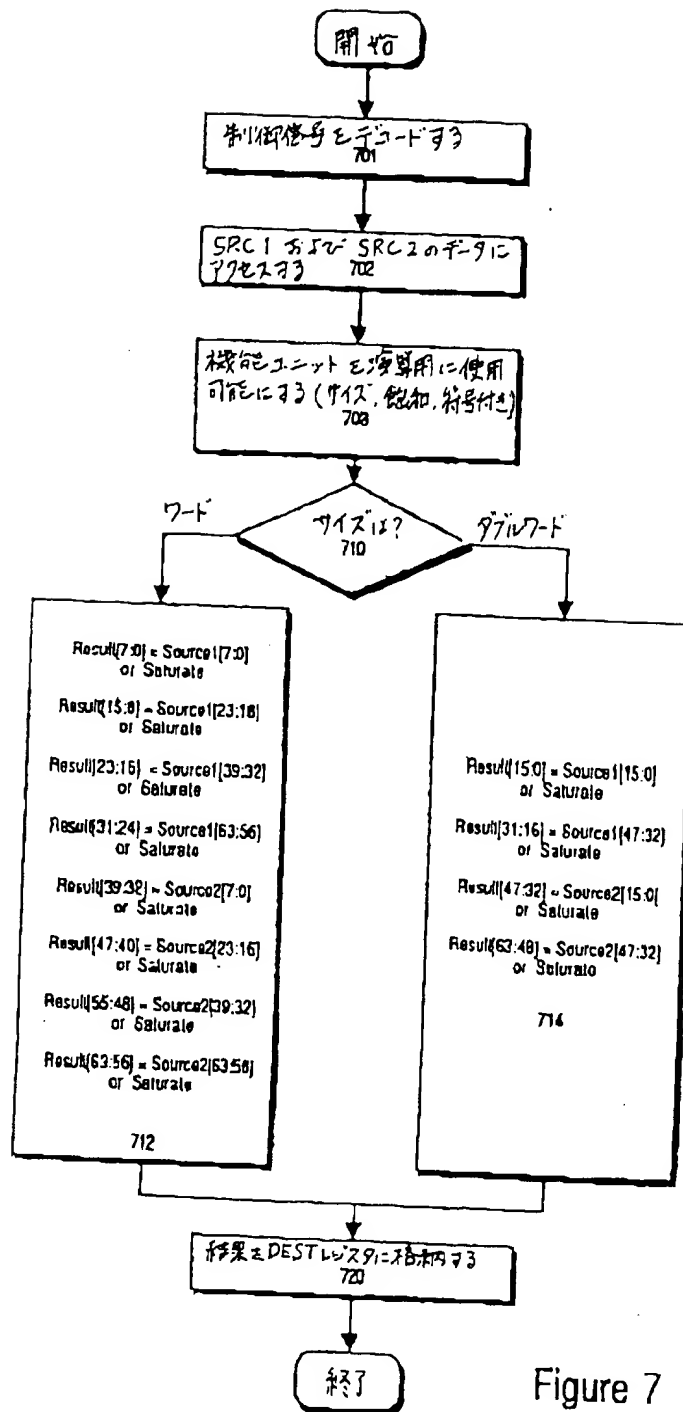 開始
制御信号をデコードする
701
SRC1 および SRC2のデータに
アクセスする 702
機能ユニットを演算用に使用
可能にする(サイズ,飽和,符号付き)
703
ワード
サイズは?
710
ダブルワード
Result[7:0] = Source1[7:0]
or Saturate
Result[15:8] = Source1[23:16]
or Saturate
Result[23:16] = Source1[39:32]
or Saturate
Result[31:24] = Source1[63:56]
or Saturate
Result[39:32] = Source2[7:0]
or Saturate
Result[47:40] = Source2[23:16]
or Saturate
Result[55:48] = Source2[39:32]
or Saturate
Result[63:56] = Source2[63:56]
or Saturate
712
Result[15:0] = Source1[15:0]
or Saturate
Result[31:16] = Source1[47:32]
or Saturate
Result[47:32] = Source2[15:0]
or Saturate
Result[63:48] = Source2[47:32]
or Saturate
714
結果をDESTレジスタに格納する
720
終了
Figure 7